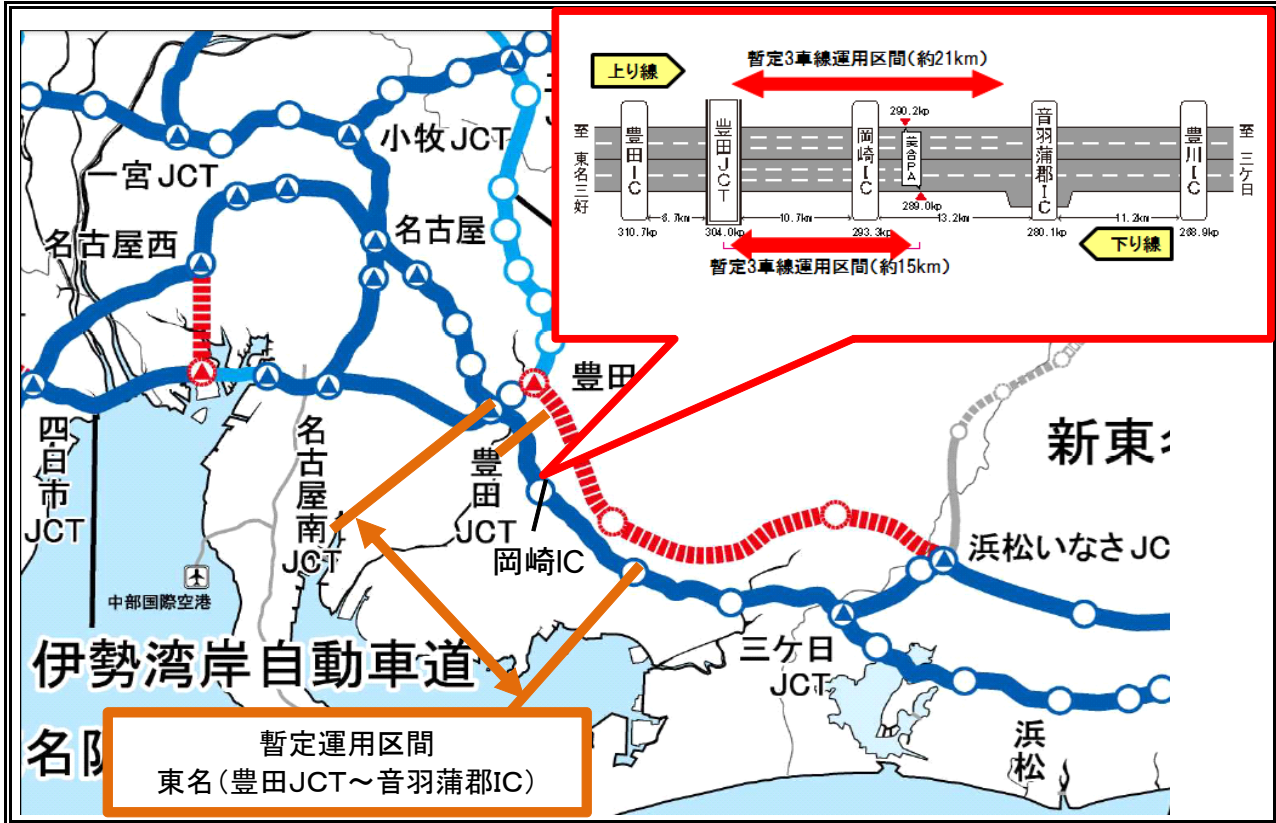 上り線
暫定3車線運用区間(約21km)
290.2kp
至 東名三好
豊田IC
豊田JCT
岡崎IC
美合PA
音羽蒲郡IC
豊川IC
至 三ケ日
289.0kp
6.7km
10.7km
13.2km
11.2km
310.7kp
304.0kp
293.3kp
280.1kp
268.9kp
下り線
暫定3車線運用区間(約15km)
小牧JCT
一宮JCT
名古屋西
名古屋
豊田
新東
四日市JCT
名古屋南JCT
豊田JCT
岡崎IC
浜松いなさJC
中部国際空港
三ケ日JCT
伊勢湾岸自動車道
浜松
暫定運用区間
東名(豊田JCT～音羽蒲郡IC)